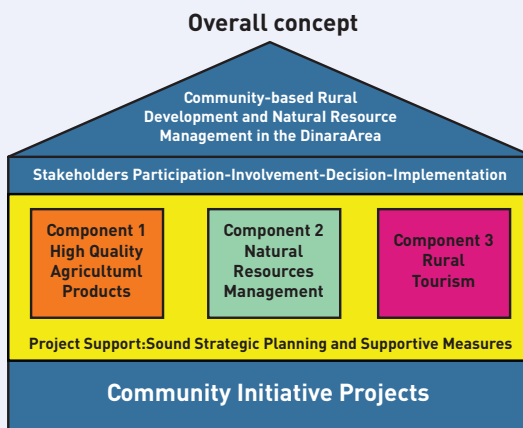 Overall concept
Community-based Rural
Development and Natural Resource
Management in the DinaraArea
Stakeholders Participation-Involvement-Decision-Implementation
Component 1
High Quality
Agricultuml
Products
Component 2
Natural
Resources
Management
Component 3
Rural
Tourism
Project Support:Sound Strategic Planning and Supportive Measures
Community Initiative Projects